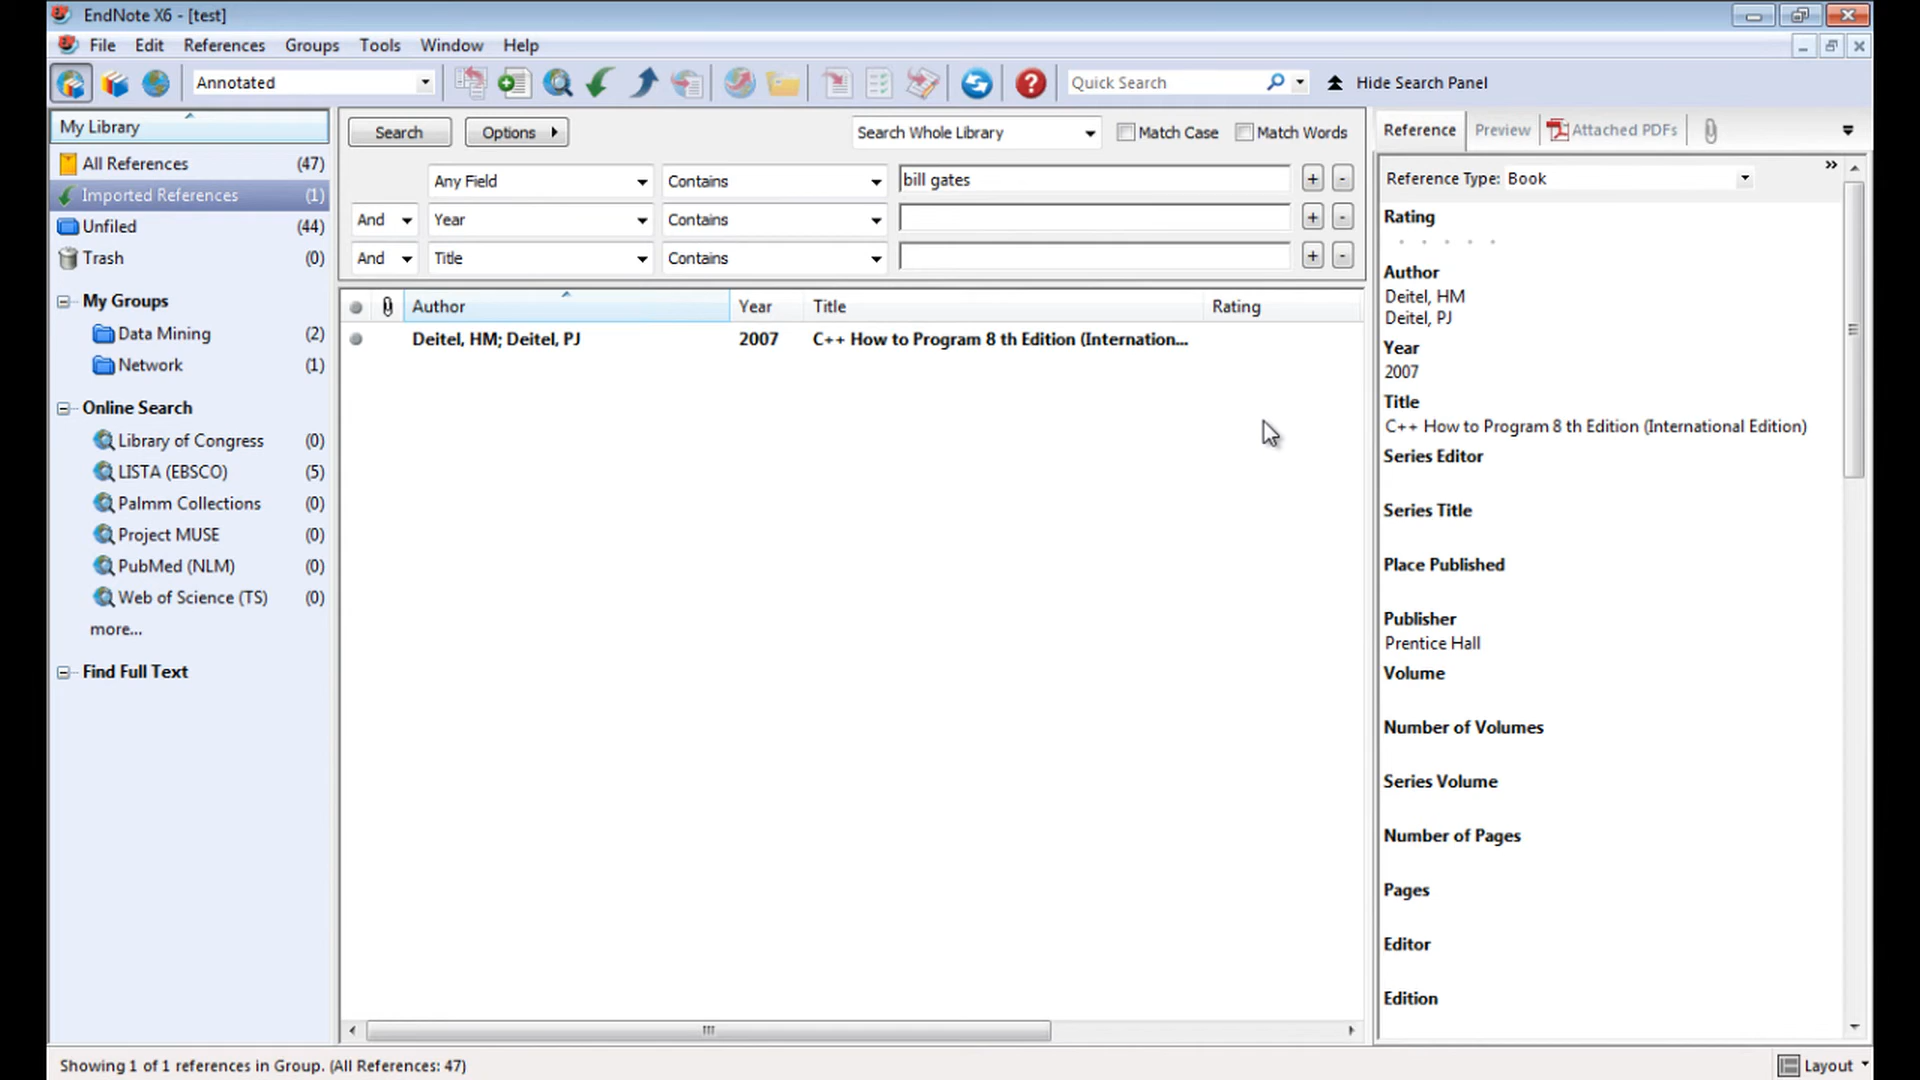 EndNote X6 - [test]
File Edit References Groups Tools Window Help
Annotated Quick Search Hide Search Panel
My Library
All References (47)
Imported References (1)
Unfiled (44)
Trash (0)
My Groups
Data Mining (2)
Network (1)
Online Search
Library of Congress (0)
LISTA (EBSCO) (5)
Palmm Collections (0)
Project MUSE (0)
PubMed (NLM) (0)
Web of Science (TS) (0)
more...
Find Full Text
Search Options Search Whole Library Match Case Match Words
Any Field Contains bill gates + -
And Year Contains + -
And Title Contains + -
Author Year Title Rating
Deitel, HM; Deitel, PJ 2007 C++ How to Program 8 th Edition (Internation...
Reference Preview Attached PDFs
Reference Type: Book
Rating
Author
Deitel, HM
Deitel, PJ
Year
2007
Title
C++ How to Program 8 th Edition (International Edition)
Series Editor
Series Title
Place Published
Publisher
Prentice Hall
Volume
Number of Volumes
Series Volume
Number of Pages
Pages
Editor
Edition
Showing 1 of 1 references in Group. (All References: 47)
Layout